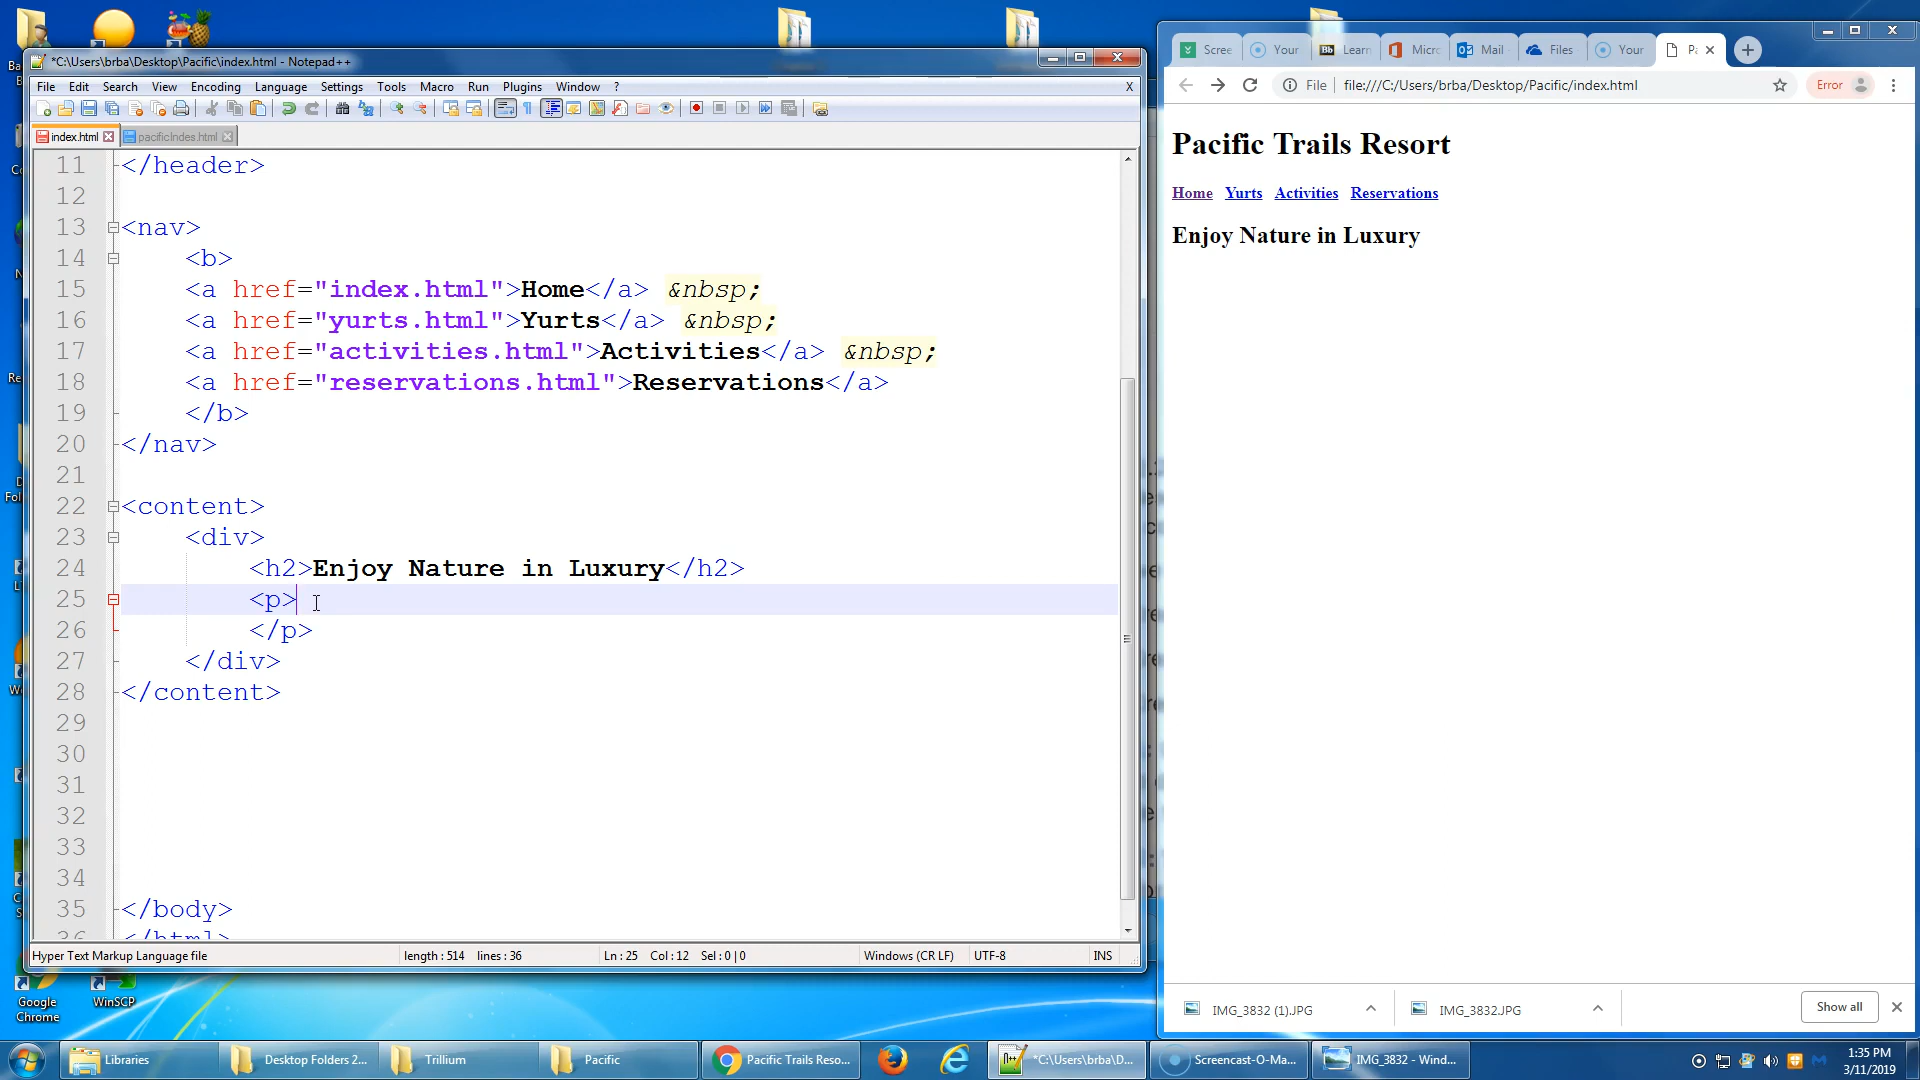 *C:\Users\brba\Desktop\Pacific\index.html - Notepad++
File Edit Search View Encoding Language Settings Tools Macro Run Plugins Window ? X
index.html pacificIndes.html
11 </header>
12
13 <nav>
14 <b>
15 <a href="index.html">Home</a> &nbsp;
16 <a href="yurts.html">Yurts</a> &nbsp;
17 <a href="activities.html">Activities</a> &nbsp;
18 <a href="reservations.html">Reservations</a>
19 </b>
20 </nav>
21
22 <content>
23 <div>
24 <h2>Enjoy Nature in Luxury</h2>
25 <p>
26 </p>
27 </div>
28 </content>
29
30
31
32
33
34
35 </body>
Hyper Text Markup Language file length : 514 lines : 36 Ln : 25 Col : 12 Sel : 0 | 0 Windows (CR LF) UTF-8 INS
Scree Your Bb Learn Micro Mail Files Your Pa
File file:///C:/Users/brba/Desktop/Pacific/index.html Error
Pacific Trails Resort
Home Yurts Activities Reservations
Enjoy Nature in Luxury
IMG_3832 (1).JPG IMG_3832.JPG Show all
Google
Chrome
WinSCP
Libraries Desktop Folders 2... Trillium Pacific Pacific Trails Reso... *C:\Users\brba\D... Screencast-O-Ma... IMG_3832 - Wind...
1:35 PM
3/11/2019